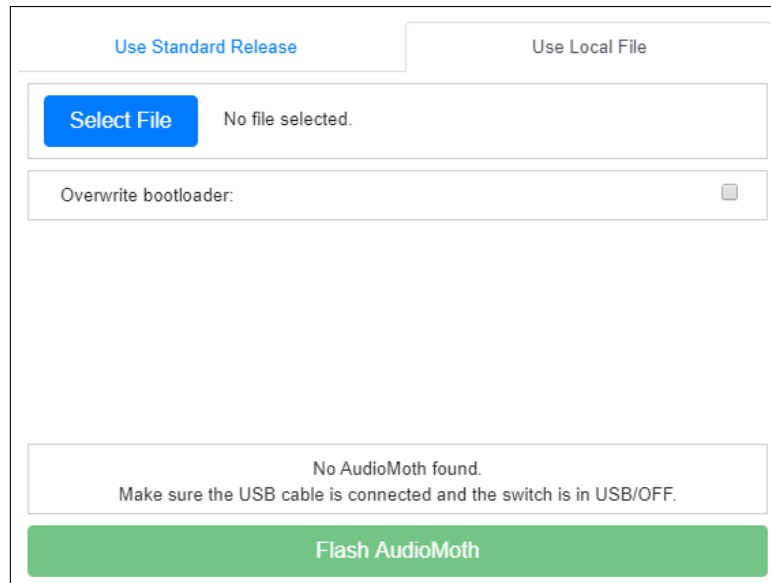 Use Standard Release
Use Local File
Select File
No file selected.
Overwrite bootloader:
No AudioMoth found.
Make sure the USB cable is connected and the switch is in USB/OFF.
Flash AudioMoth